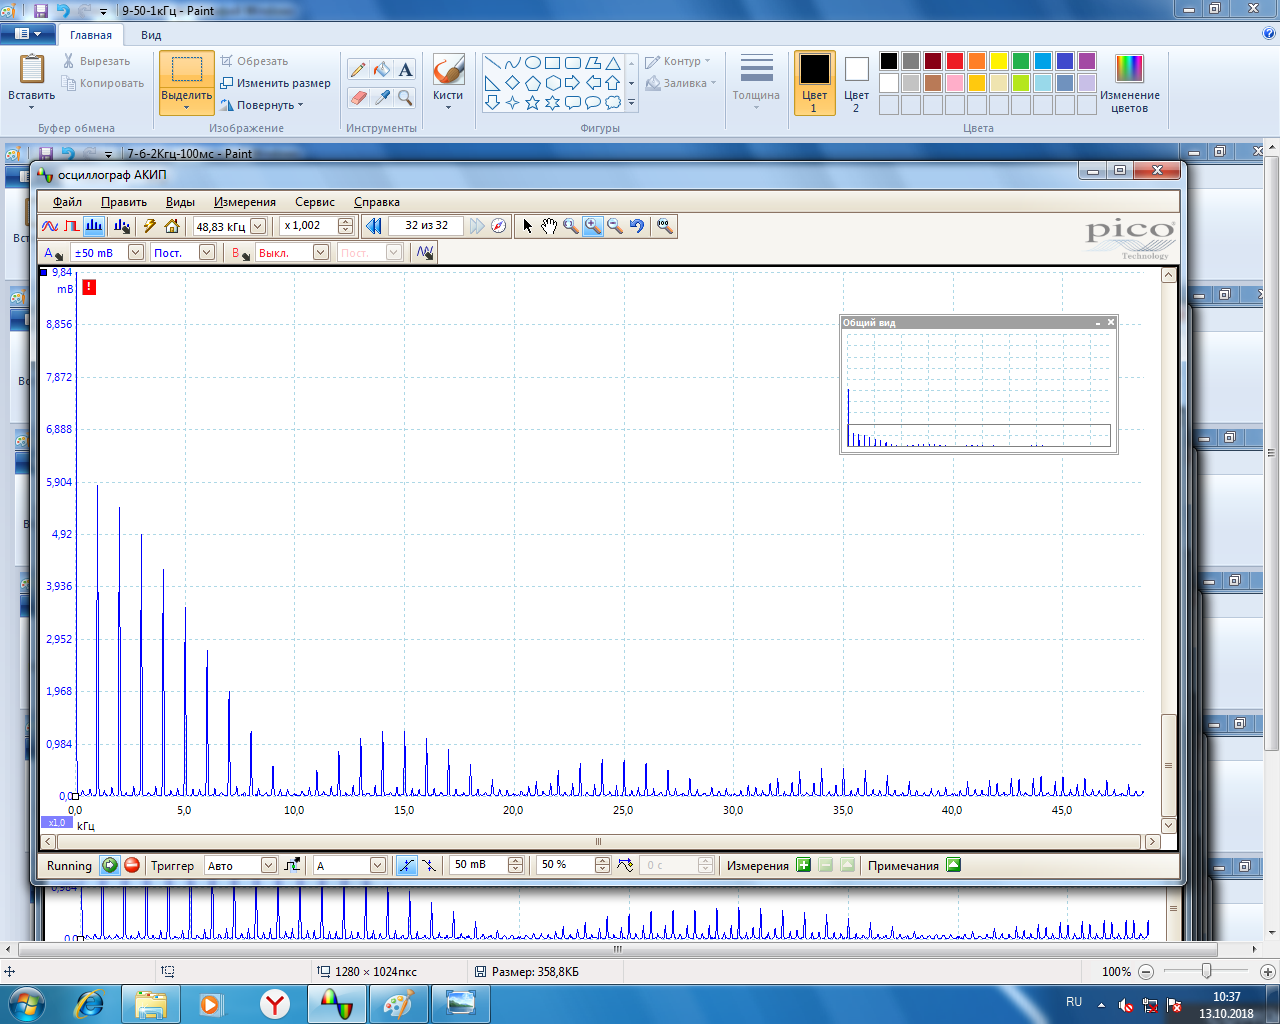 9-50-1кГц - Paint
Главная
Вид
Вставить
Вырезать
Копировать
Буфер обмена
Выделить
Обрезать
Изменить размер
Повернуть
Изображение
Инструменты
Кисти
Контур
Заливка
Фигуры
Толщина
Цвет 1
Цвет 2
Изменение цветов
Цвета
7-6-2Кгц-100мс - Paint
осциллограф АКИП
Файл Править Виды Измерения Сервис Справка
48,83 кГц x 1,002 32 из 32
pico
Technology
A ±50 mВ Пост. B Выкл. Пост.
9,84
mВ
8,856
7,872
6,888
5,904
4,92
3,936
2,952
1,968
0,984
0,0
Общий вид
0,0 5,0 10,0 15,0 20,0 25,0 30,0 35,0 40,0 45,0
x1,0 кГц
Running Триггер Авто A 50 mВ 50 % 0 с Измерения Примечания
0,984
0,0
1280 × 1024пкс
Размер: 358,8КБ
100%
RU
10:37
13.10.2018